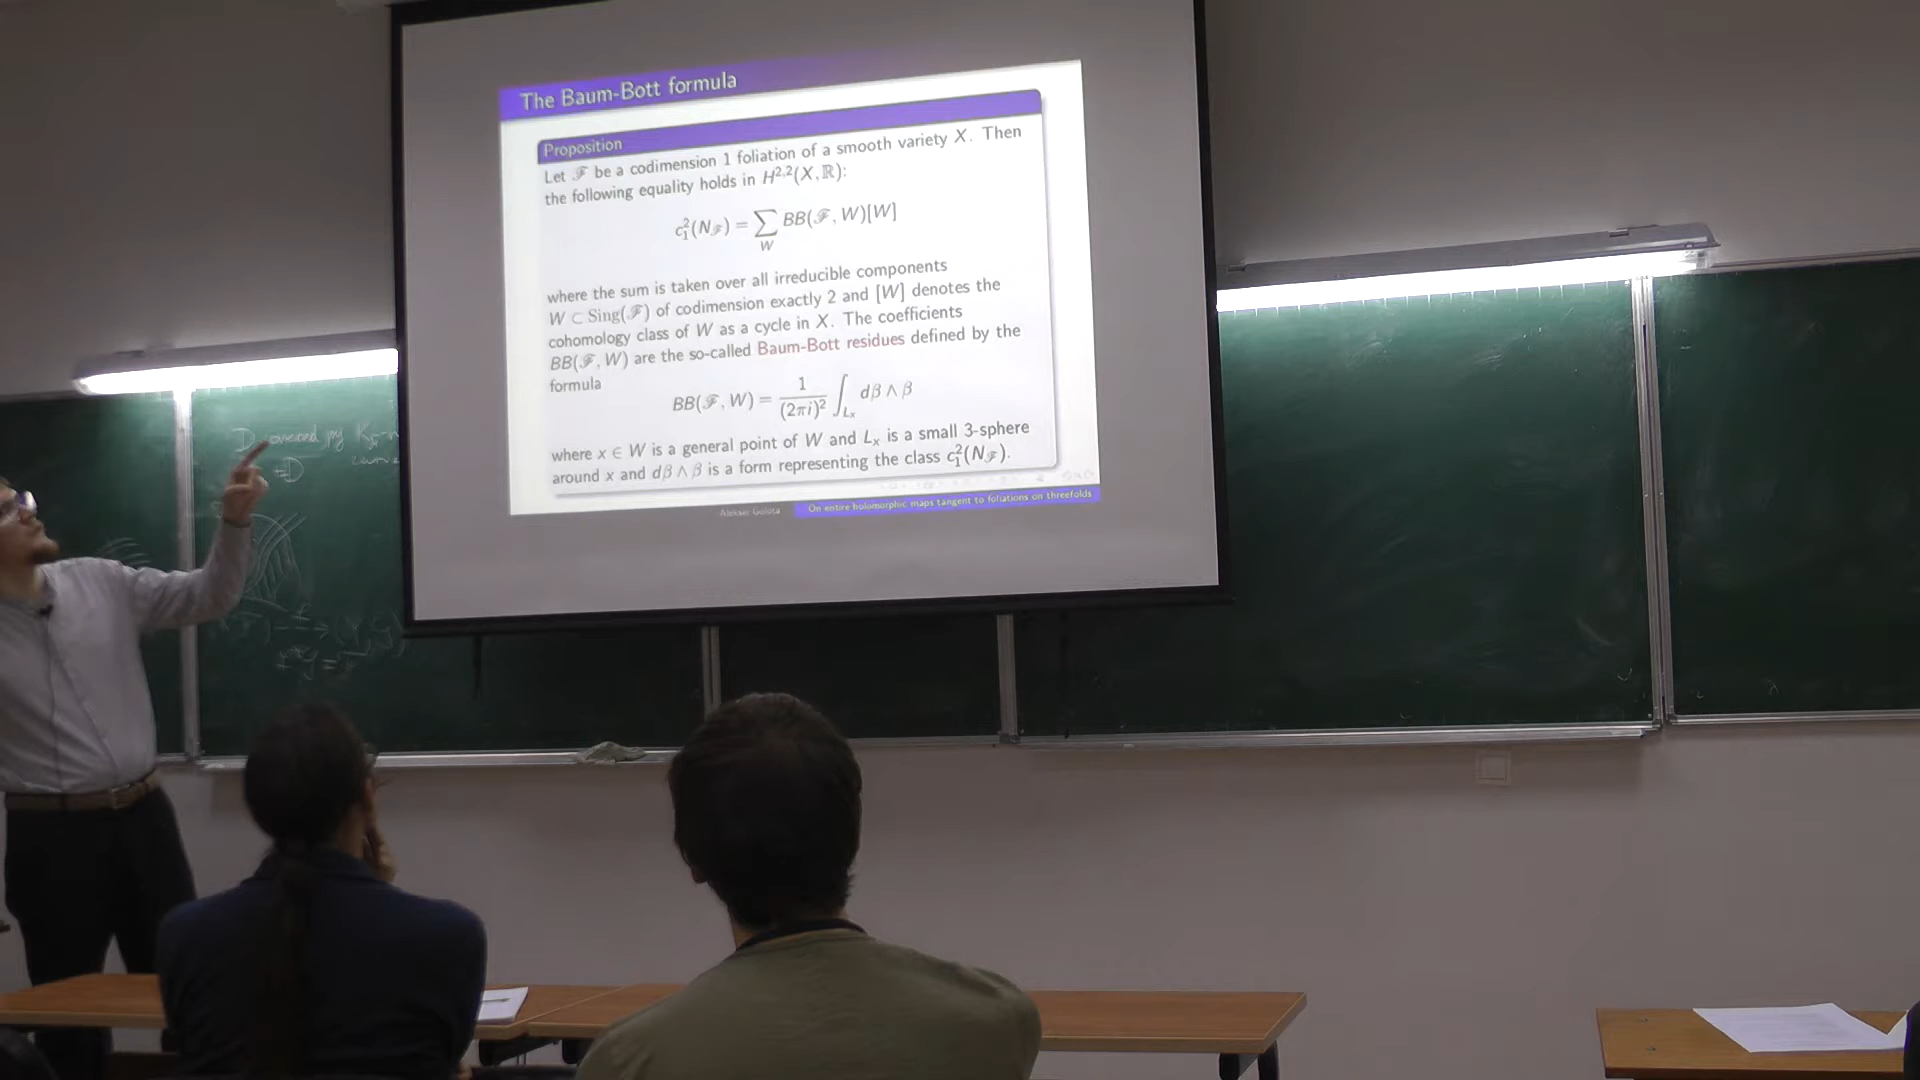 The Baum-Bott formula
Proposition
Let ℱ be a codimension 1 foliation of a smooth variety X. Then
the following equality holds in H^{2,2}(X, ℝ):
c_1^2(N_ℱ) = ∑_W BB(ℱ, W)[W]
where the sum is taken over all irreducible components
W ⊂ Sing(ℱ) of codimension exactly 2 and [W] denotes the
cohomology class of W as a cycle in X. The coefficients
BB(ℱ, W) are the so-called Baum-Bott residues defined by the
formula
BB(ℱ, W) = \frac{1}{(2πi)^2} ∫_{L_x} dβ ∧ β
where x ∈ W is a general point of W and L_x is a small 3-sphere
around x and dβ ∧ β is a form representing the class c_1^2(N_ℱ).
Aleksei Golota
On entire holomorphic maps tangent to foliations on threefolds
D covered by